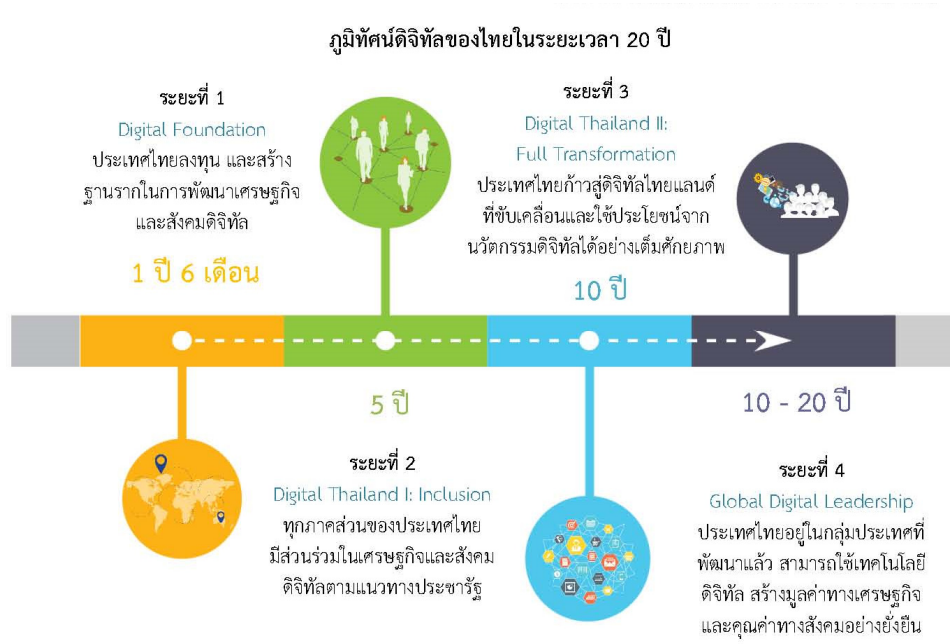 ภูมิทัศน์ดิจิทัลของไทยในระยะเวลา 20 ปี
ระยะที่ 1
Digital Foundation
ประเทศไทยลงทุน และสร้าง
ฐานรากในการพัฒนาเศรษฐกิจ
และสังคมดิจิทัล
1 ปี 6 เดือน
ระยะที่ 2
Digital Thailand I: Inclusion
ทุกภาคส่วนของประเทศไทย
มีส่วนร่วมในเศรษฐกิจและสังคม
ดิจิทัลตามแนวทางประชารัฐ
5 ปี
ระยะที่ 3
Digital Thailand II:
Full Transformation
ประเทศไทยก้าวสู่ดิจิทัลไทยแลนด์
ที่ขับเคลื่อนและใช้ประโยชน์จาก
นวัตกรรมดิจิทัลได้อย่างเต็มศักยภาพ
10 ปี
10 - 20 ปี
ระยะที่ 4
Global Digital Leadership
ประเทศไทยอยู่ในกลุ่มประเทศที่
พัฒนาแล้ว สามารถใช้เทคโนโลยี
ดิจิทัล สร้างมูลค่าทางเศรษฐกิจ
และคุณค่าทางสังคมอย่างยั่งยืน